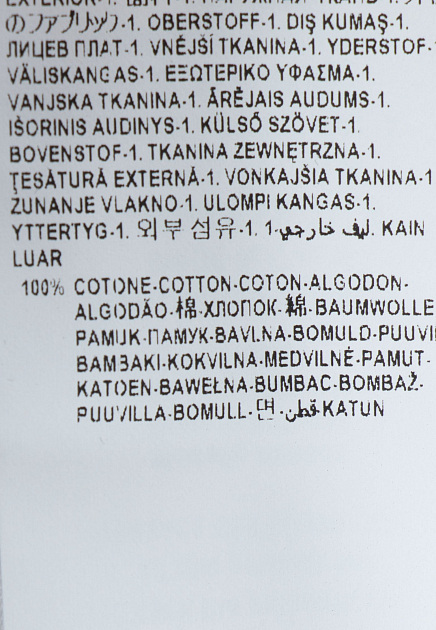 のファブリック-1. OBERSTOFF-1. DIŞ KUMAŞ-1.
ЛИЦЕВ ПЛАТ-1. VNĚJŠÍ TKANINA-1. YDERSTOF-
VÄLISKANGAS-1. ΕΞΩΤΕΡΙΚΟ ΥΦΑΣΜΑ-1.
VANJSKA TKANINA-1. ĀRĒJAIS AUDUMS-1.
IŠORINIS AUDINYS-1. KÜLSŐ SZÖVET-1.
BOVENSTOF-1. TKANINA ZEWNĘTRZNA-1.
ŢESĂTURĂ EXTERNĂ-1. VONKAJŠIA TKANINA-1
ZUNANJE VLAKNO-1. ULOMPI KANGAS-1.
YTTERTYG-1. 외부 섬유-1. ليف خارجي-1. KAIN
LUAR
100% COTONE-COTTON-COTON-ALGODON-
ALGODÃO-棉-ХЛОПОК-綿-BAUMWOLLE
PAMUK-ПАМУК-BAVLNA-BOMULD-PUUVI
BAMBAKI-KOKVILNA-MEDVILNĖ-PAMUT-
KATOEN-BAWEŁNA-BUMBAC-BOMBAŽ-
PUUVILLA-BOMULL-면-قطن-KATUN